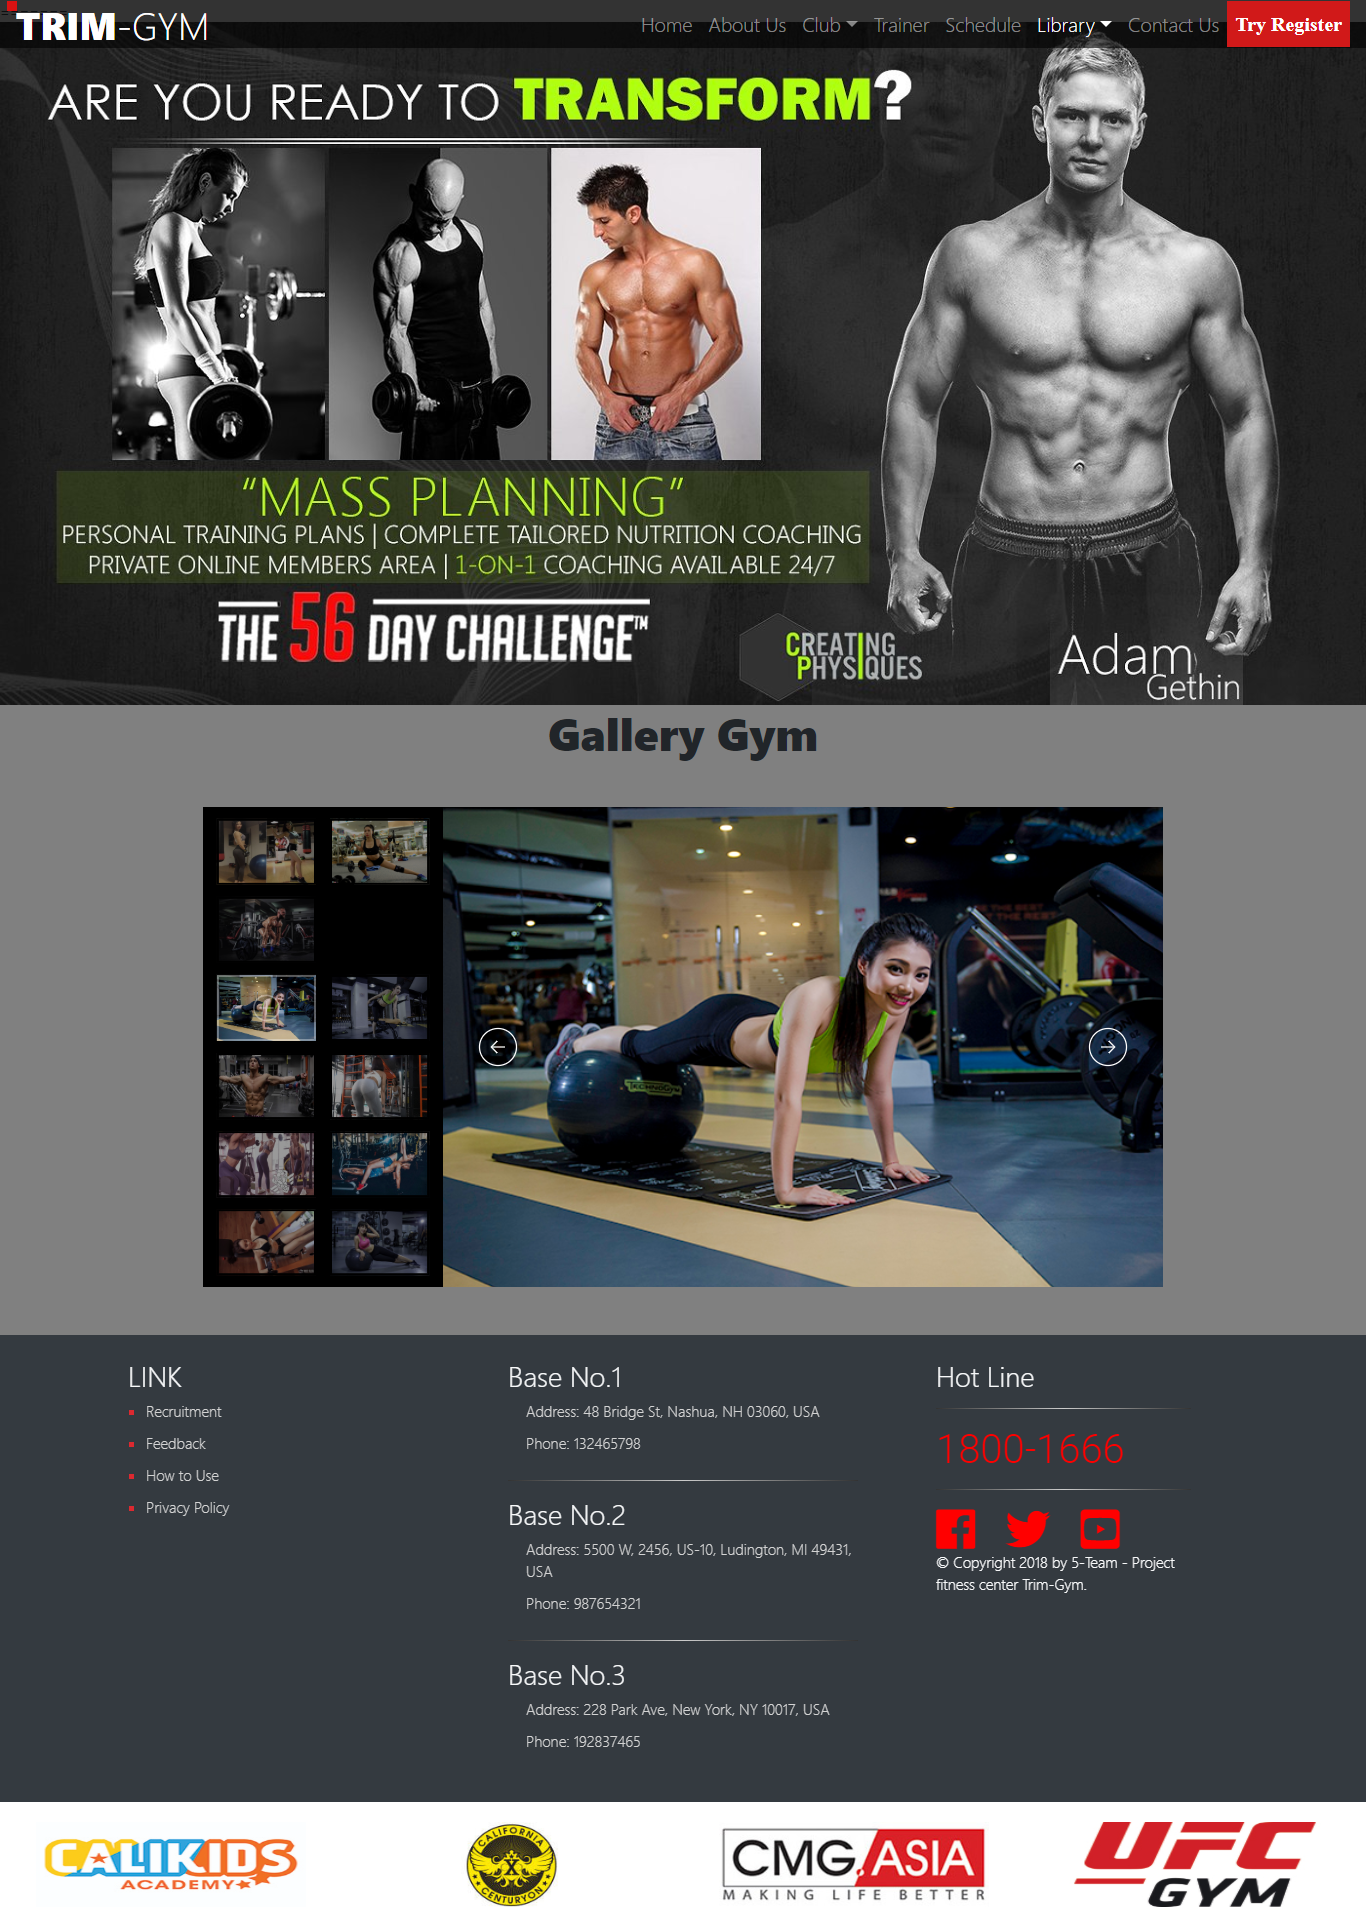 TRIM-GYM
Home About Us Club Trainer Schedule Library Contact Us Try Register
ARE YOU READY TO TRANSFORM?
“MASS PLANNING”
PERSONAL TRAINING PLANS | COMPLETE TAILORED NUTRITION COACHING
PRIVATE ONLINE MEMBERS AREA | 1-ON-1 COACHING AVAILABLE 24/7
THE 56 DAY CHALLENGE™
CREATING
PHYSIQUES
Adam
Gethin
Gallery Gym
LINK
Recruitment
Feedback
How to Use
Privacy Policy
Base No.1
Address: 48 Bridge St, Nashua, NH 03060, USA
Phone: 132465798
Base No.2
Address: 5500 W, 2456, US-10, Ludington, MI 49431,
USA
Phone: 987654321
Base No.3
Address: 228 Park Ave, New York, NY 10017, USA
Phone: 192837465
Hot Line
1800-1666
© Copyright 2018 by 5-Team - Project
fitness center Trim-Gym.
CALIKIDS
ACADEMY
CALIFORNIA
X
CENTURYON
CMG.ASIA
MAKING LIFE BETTER
UFC
GYM